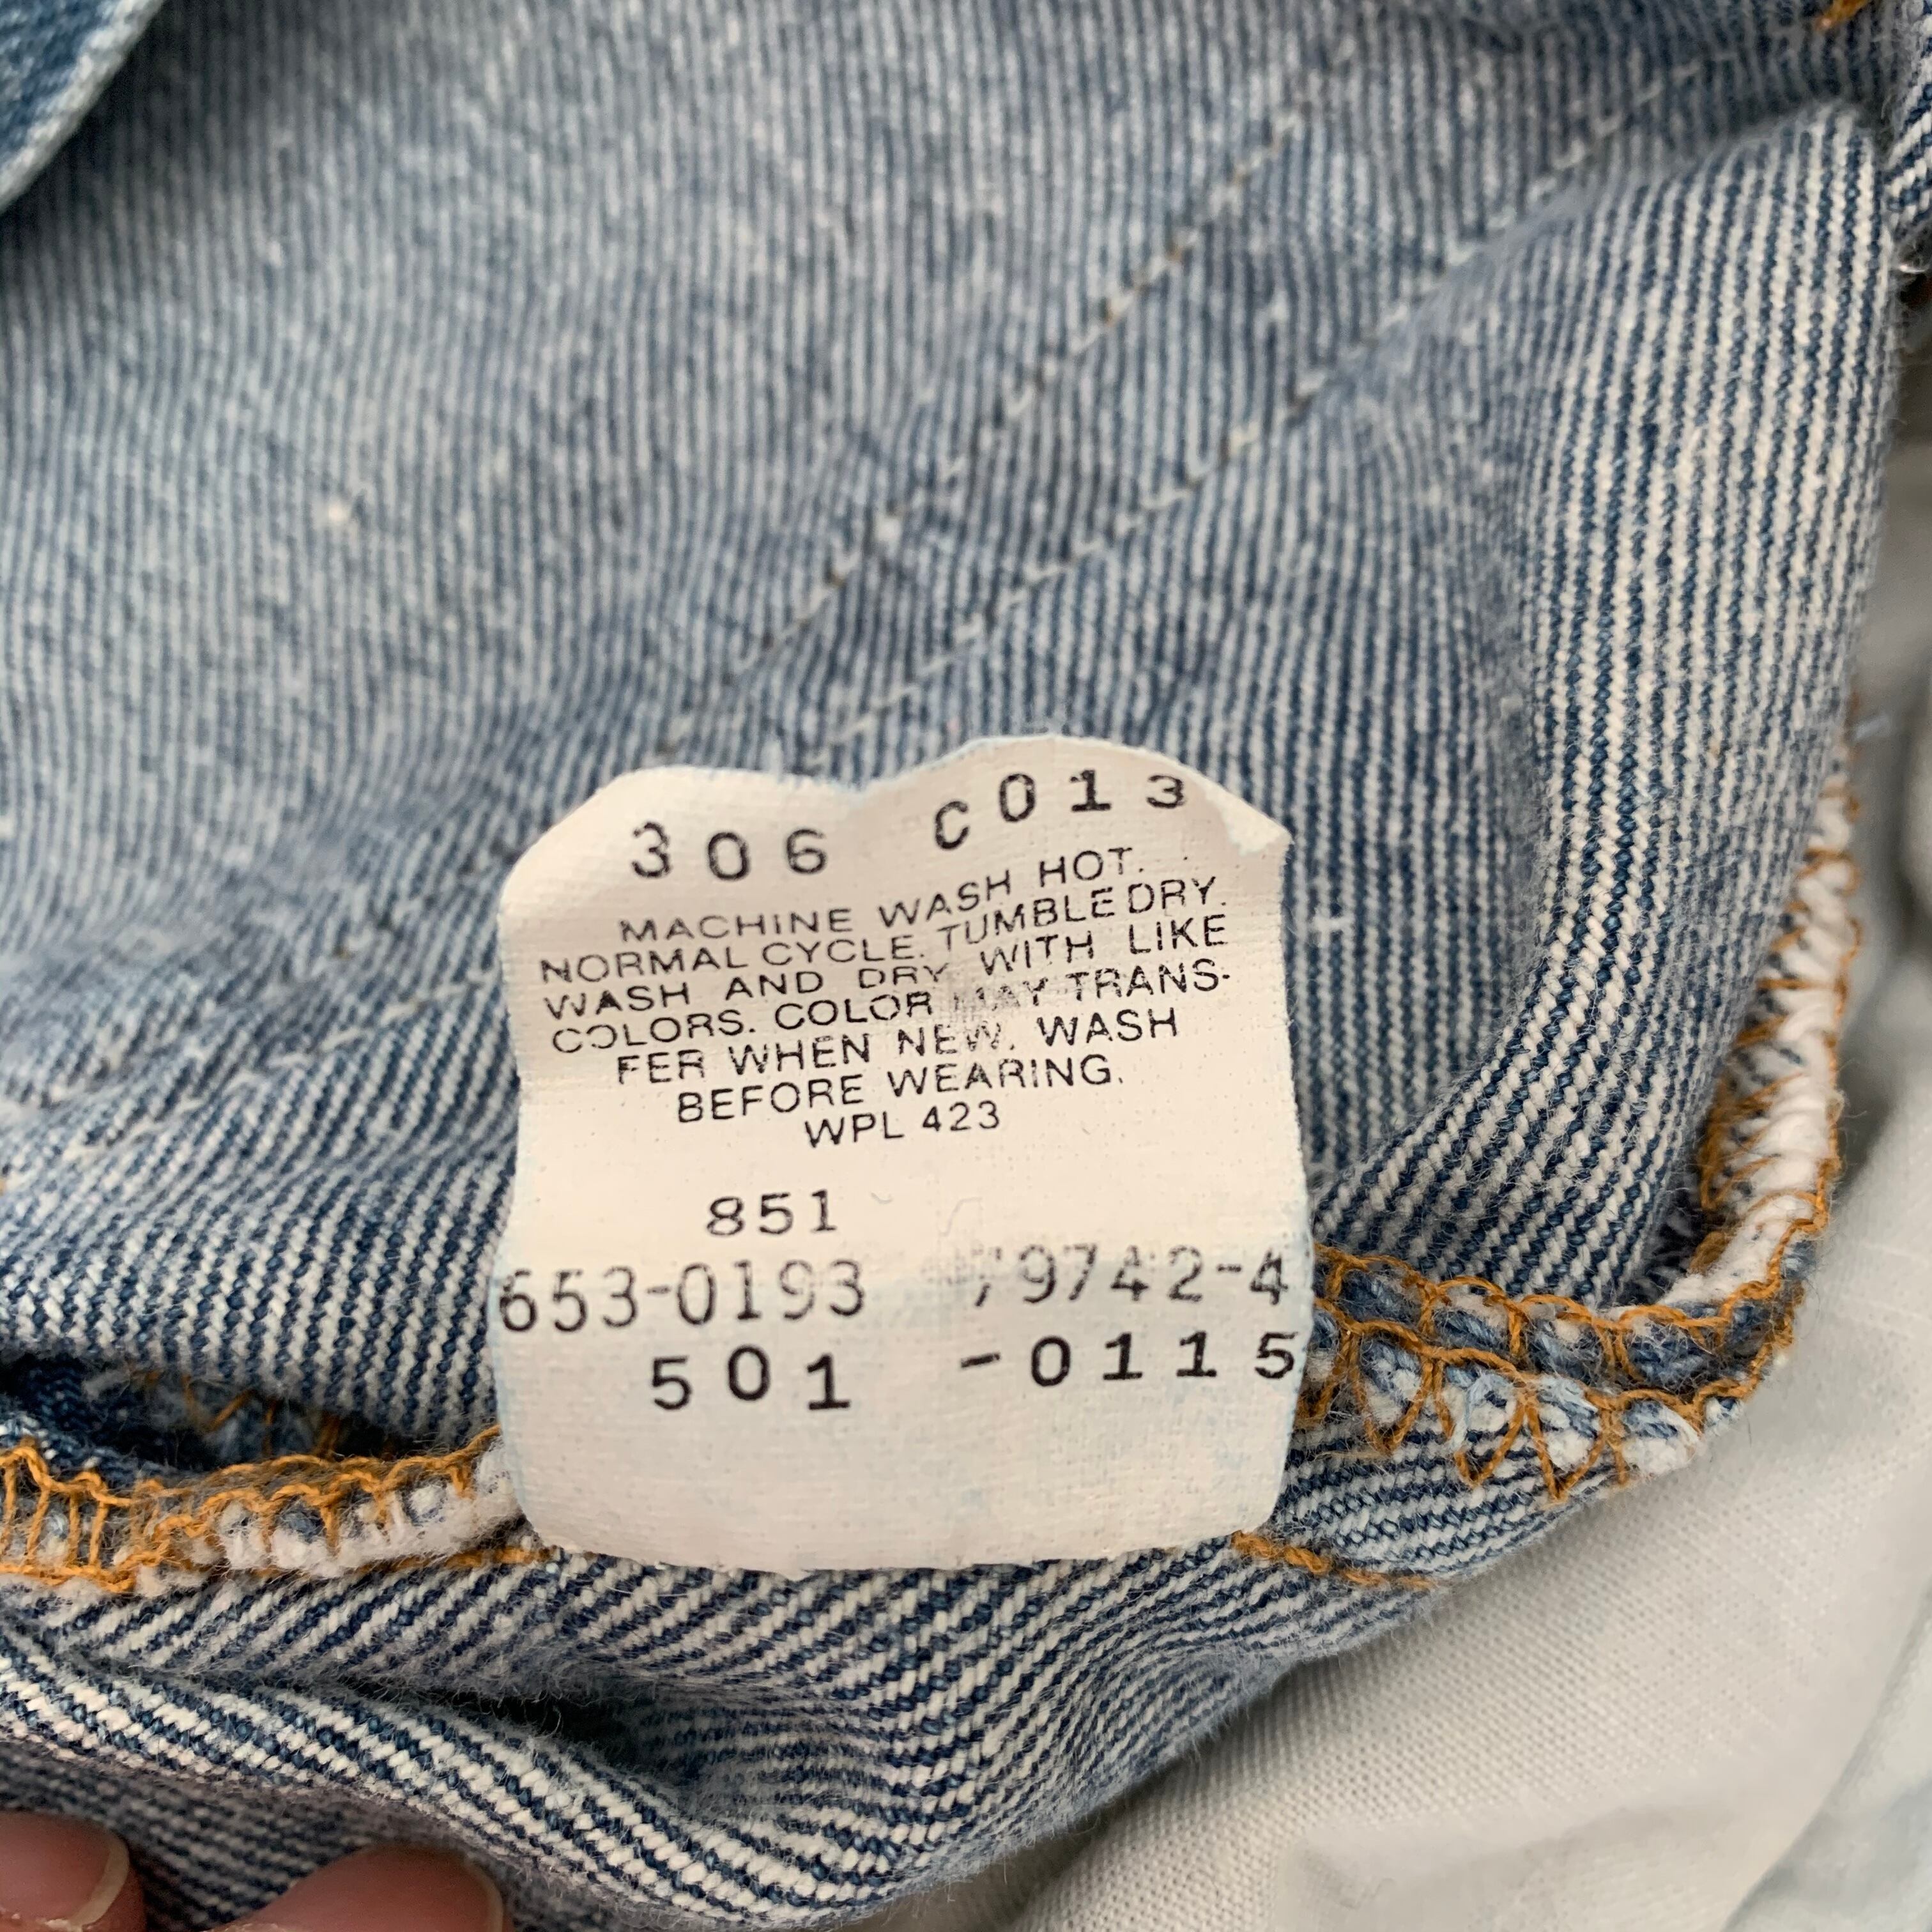 306 C013
MACHINE WASH HOT.
NORMAL CYCLE. TUMBLE DRY.
WASH AND DRY WITH LIKE
COLORS. COLOR MAY TRANS-
FER WHEN NEW. WASH
BEFORE WEARING.
WPL 423
851
653-0193 79742-4
501 -0115